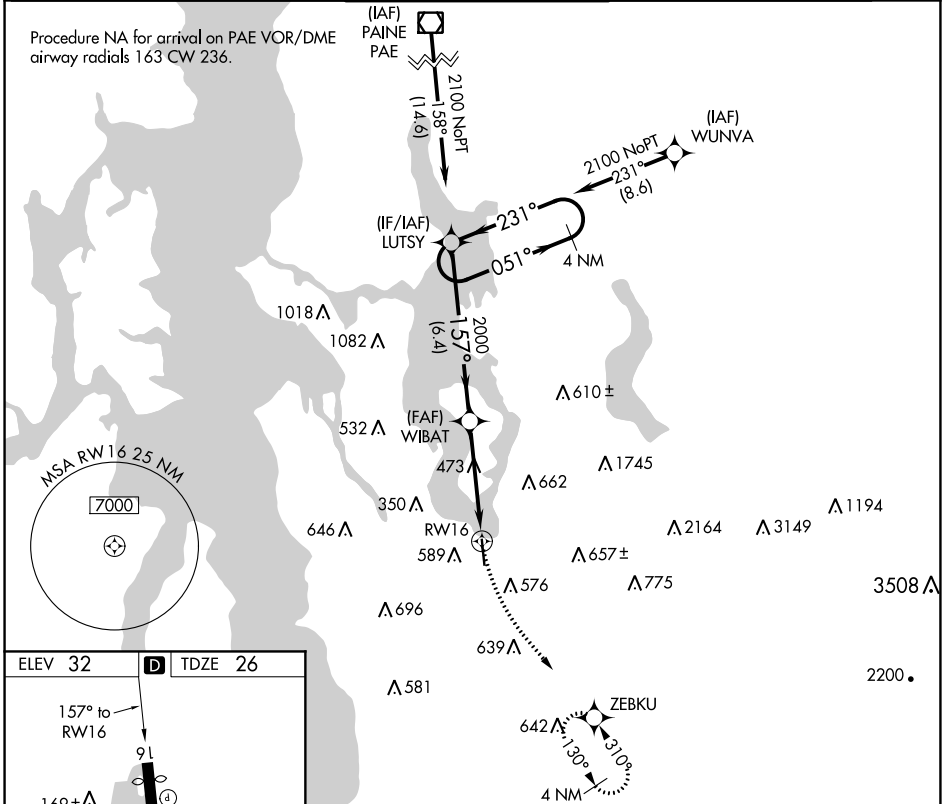 Procedure NA for arrival on PAE VOR/DME
airway radials 163 CW 236.
(IAF)
PAINE
PAE
2100 NoPT
158°
(14.6)
(IAF)
WUNVA
2100 NoPT
231°
(8.6)
(IF/IAF)
LUTSY
231°
051°
4 NM
1018
1082
2000
157°
(6.4)
610 ±
532
(FAF)
WIBAT
473
1745
662
MSA RW16 25 NM
7000
350
1194
646
RW16
2164
3149
589
657 ±
576
775
3508
696
639
2200
581
ZEBKU
642
130°
310°
4 NM
ELEV 32
D
TDZE 26
157° to
RW16
16
P
169 ±